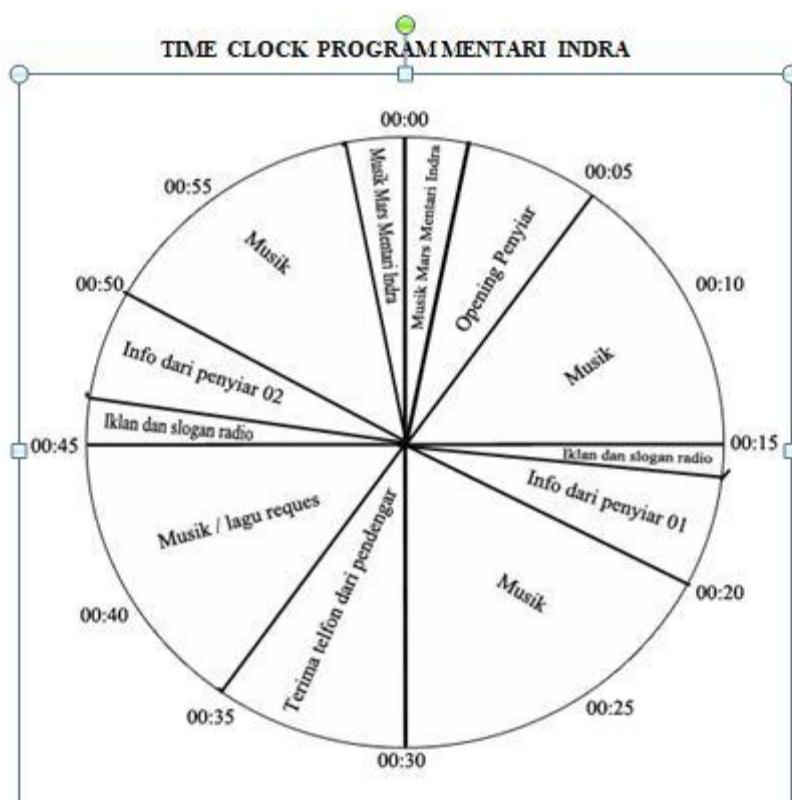 TIME CLOCK PROGRAM MENTARI INDRA
00:00
Musik Mars Mentari Indra
Opening Penyiar
00:05
00:10
Musik
00:15
Iklan dan slogan radio
Info dari penyiar 01
00:20
Musik
00:25
00:30
Terima telfon dari pendengar
00:35
Musik / lagu reques
00:40
00:45
Iklan dan slogan radio
Info dari penyiar 02
00:50
Musik
00:55
Musik Mars Mentari Indra